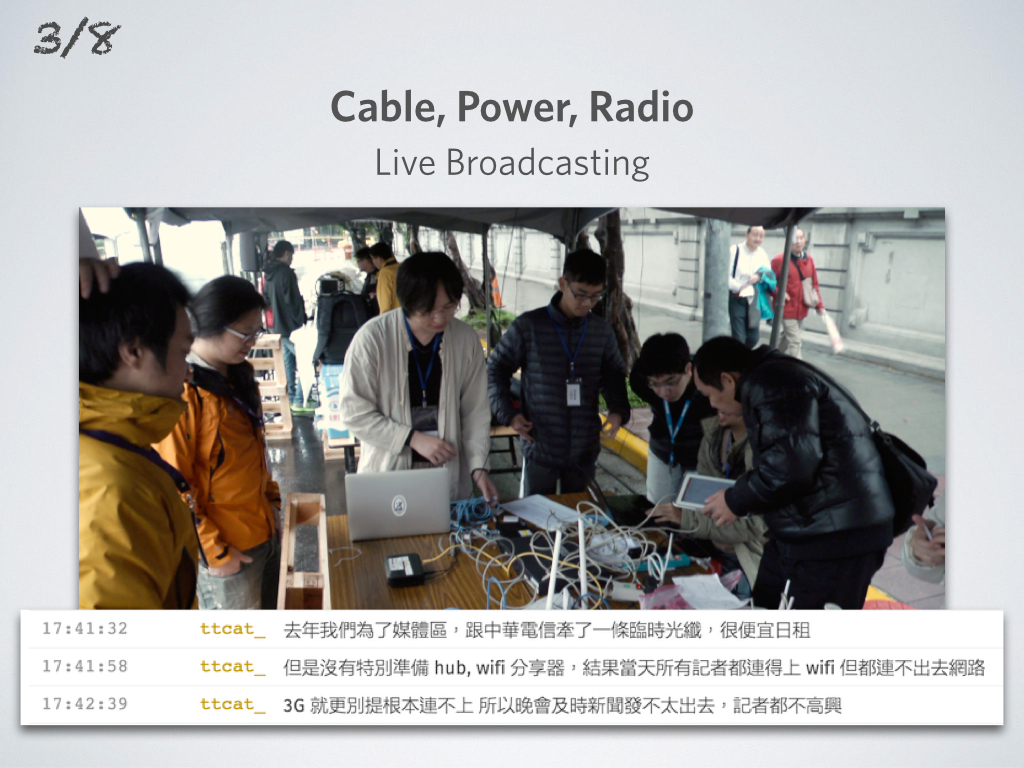 3/8
Cable, Power, Radio
Live Broadcasting
17:41:32 ttcat_ 去年我們為了媒體區，跟中華電信牽了一條臨時光纖，很便宜日租
17:41:58 ttcat_ 但是沒有特別準備 hub, wifi 分享器，結果當天所有記者都連得上 wifi 但都連不出去網路
17:42:39 ttcat_ 3G 就更別提根本連不上 所以晚會及時新聞發不太出去，記者都不高興